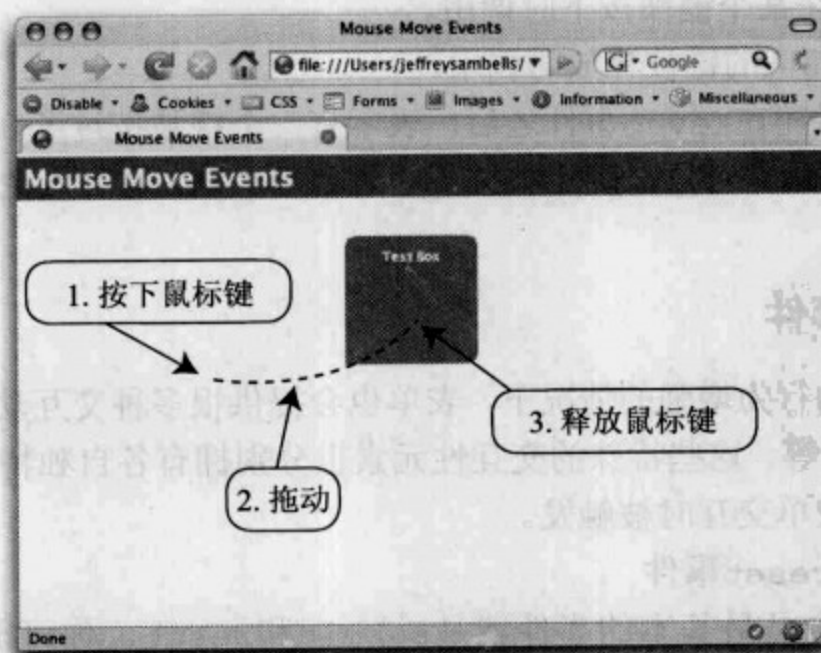 Mouse Move Events
file:///Users/jeffreysambells/
G Google
Disable Cookies CSS Forms Images Information Miscellaneous
Mouse Move Events
Mouse Move Events
Test Box
1. 按下鼠标键
3. 释放鼠标键
2. 拖动
Done